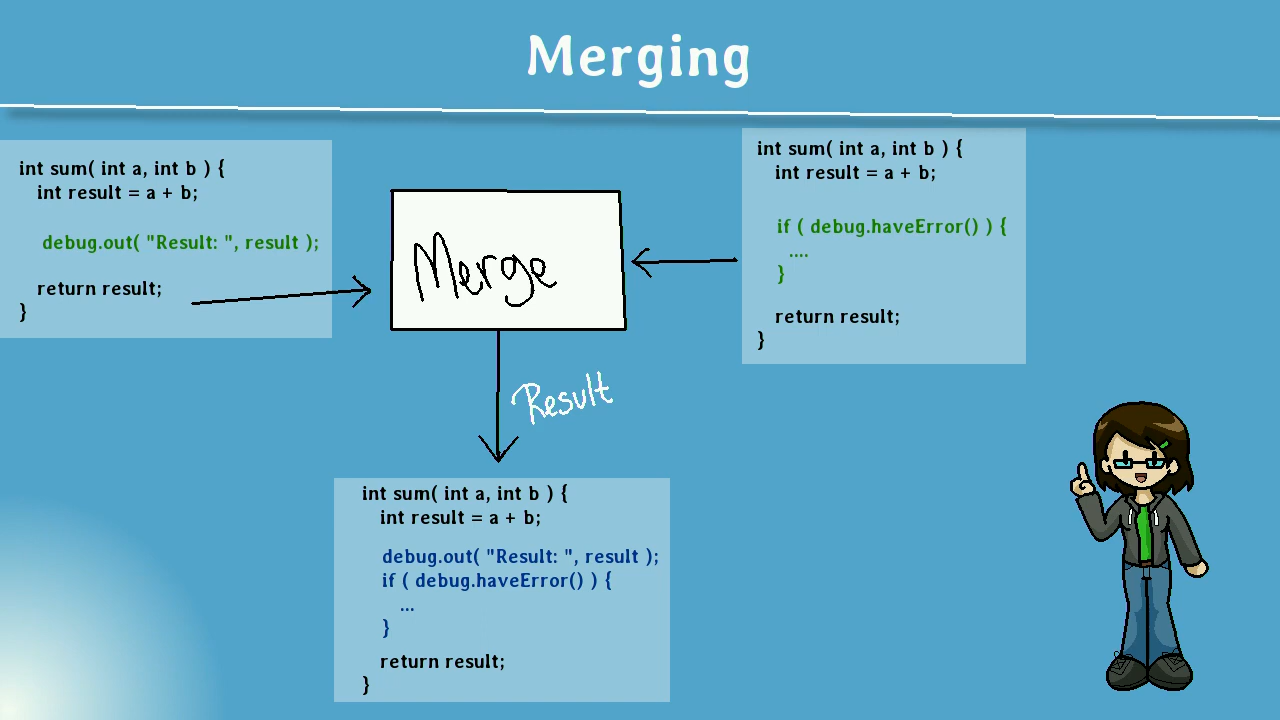 Merging
int sum( int a, int b ) {
int result = a + b;
debug.out( "Result: ", result );
return result;
}
Merge
int sum( int a, int b ) {
int result = a + b;
if ( debug.haveError() ) {
....
}
return result;
}
Result
int sum( int a, int b ) {
int result = a + b;
debug.out( "Result: ", result );
if ( debug.haveError() ) {
...
}
return result;
}